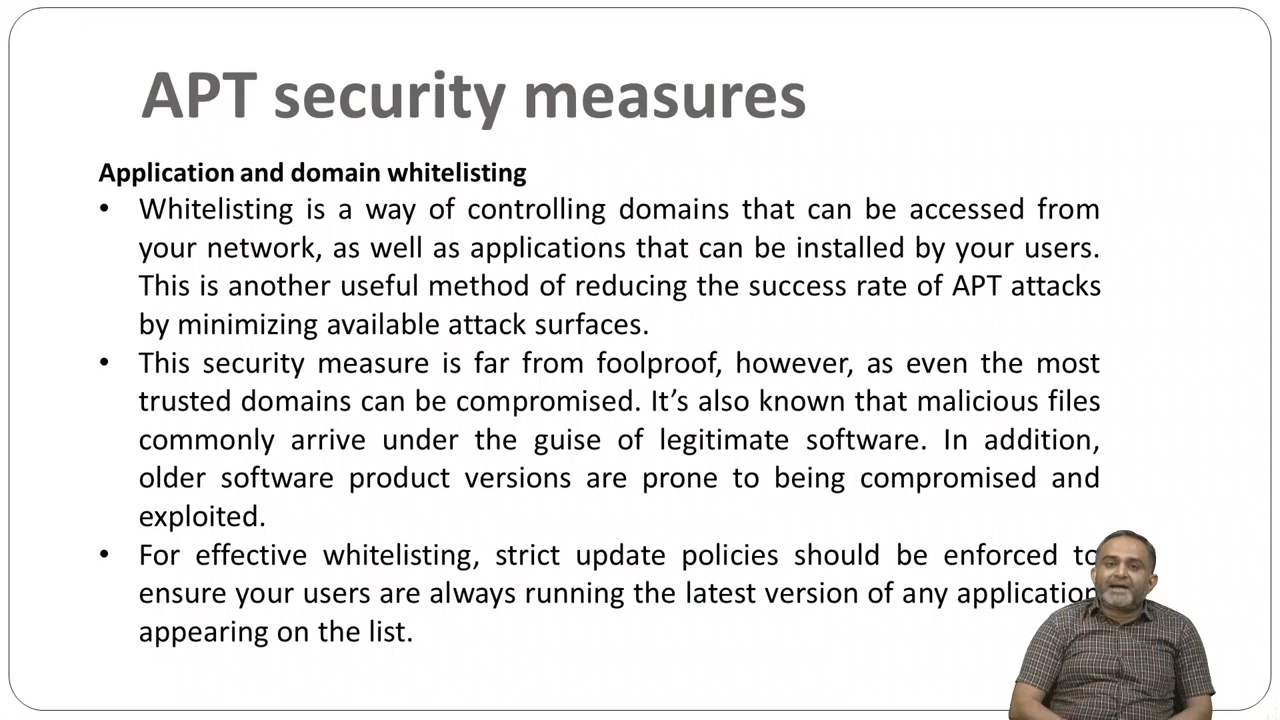 APT security measures
Application and domain whitelisting
• Whitelisting is a way of controlling domains that can be accessed from
your network, as well as applications that can be installed by your users.
This is another useful method of reducing the success rate of APT attacks
by minimizing available attack surfaces.
• This security measure is far from foolproof, however, as even the most
trusted domains can be compromised. It’s also known that malicious files
commonly arrive under the guise of legitimate software. In addition,
older software product versions are prone to being compromised and
exploited.
• For effective whitelisting, strict update policies should be enforced to
ensure your users are always running the latest version of any application
appearing on the list.